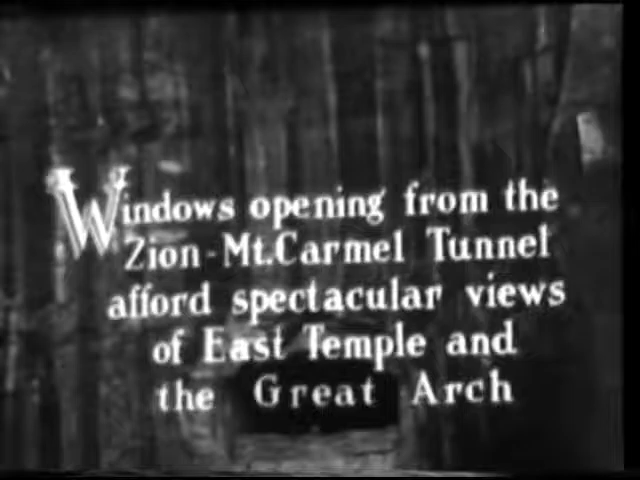 Windows opening from the
Zion-Mt.Carmel Tunnel
afford spectacular views
of East Temple and
the Great Arch